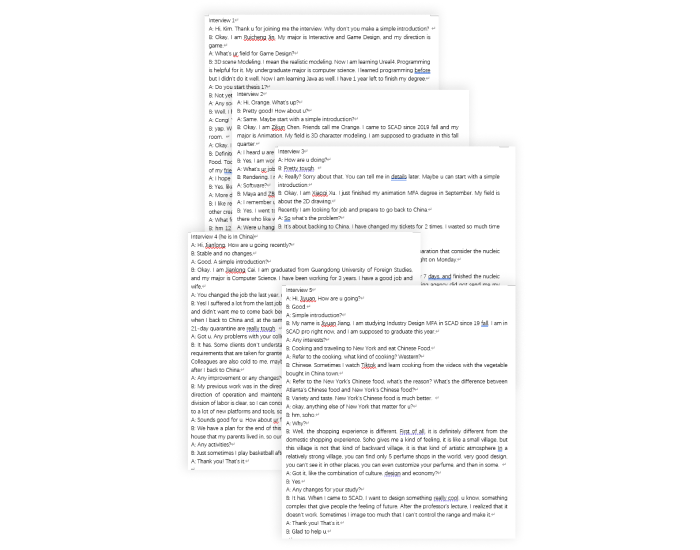 Interview 1
A: Hi, Kim. Thank u for joining me the interview. Why don't you make a simple introduction?
B: Okay. I am Ruicheng Jin. My major is Interactive and Game Design, and my direction is
game.
A: What's ur field for Game Design?
B: 3D scene Modeling. I mean the realistic modeling. Now I am learning Unreal4. Programming
is helpful for it. My undergraduate major is computer science. I learned programming before
but I didn't do it well. Now I am learning Java as well. I have 1 year left to finish my degree.
A: Do you start thesis 1?
B: Not yet
A: Any so
B: Well, I
A: Cong
B: yap. W
room.
A: Okay. I
B: Definit
Food. Too
of my
A: I hope
B: Yes. lik
A: More d
B: I like re
other crea
A: What
B: hm 12
Interview 2
A: Hi, Orange. What's up?
B: Pretty good! How about u?
A: Same. Maybe start with a simple introduction?
B: Okay. I am Zikun Chen. Friends call me Orange. I came to SCAD since 2019 fall and my
major is Animation. My field is 3D character modeling. I am supposed to graduate in this fall
quarter.
A: I heard u are
B: Yes. I am wor
A: What's ur job
B: Rendering, I
A: Software?
B: Maya and
A: I remember
B: Yes. I went to
there who like
A: Were u hang
Interview 3
A: How are u doing?
B: Pretty tough
A: Really? Sorry about that. You can tell me in details later. Maybe u can start with a simple
introduction
B: Okay. I am Jiaqi Xu. I just finished my animation MFA degree in September. My field is
about the 2D drawing.
Recently I am looking for job and prepare to go back to China.
A: So what's the problem?
B: It's about backing to China. I have changed my tickets for 2 times. I wasted so much time
aration that consider the nucleic
ght on Monday.
7 days, and finished the nucleic
Interview 4 (he is in China)
A: Hi, Jianlong. How are u going recently?
B: Stable and no changes.
A: Good. A simple introduction?
B: Okay. I am Jianlong Cai. I am graduated from Guangdong University of Foreign Studies
and my major is Computer Science. I have been working for 3 years. I have a good job and
wife.
A: You changed the job the last year,
B: Yes! I suffered a lot from the last job
and didn't want me to come back
when I back to China and, at the same
21-day quarantine are really tough.
A: Got u. Any problems with your
B: It has. Some clients don't understa
requirements that are taken for grante
Colleagues are also cold to me, mayb
after I back to China.
A: Any improvement or any changes?
B: My previous work was in the direct
direction of operation and mainten
division of labor is clear, so I can
to a lot of new platforms and tools, s
A: Sounds good for u. How about ur
B: We have a plan for the end of this
house that my parents lived in, so our
A: Any activities?
B: Just sometimes I play basketball afte
A: Thank you! That's it
Interview 5
A: Hi, Jiyuan. How are u going?
B: Good
A: Simple introduction?
B: My name is Jiyuan Jiang. I am studying Industry Design MFA in SCAD since 19 fall. I am in
SCAD pro right now, and I am supposed to graduate this year.
A: Any interests?
B: Cooking and traveling to New York and eat Chinese Food.
A: Refer to the cooking, what kind of cooking? Western?
B: Chinese. Sometimes I watch Tiktok and learn cooking from the videos with the vegetable
bought in China town.
A: Refer to the New York's Chinese food, what's the reason? What's the difference between
Atlanta's Chinese food and New York's Chinese food?
B: Variety and taste. New York's Chinese food is much better.
A: okay. anything else of New York that matter for u?
B: hm, soho.
A: Why?
B: Well, the shopping experience is different. First of all, it is definitely different from the
domestic shopping experience. Soho gives me a kind of feeling, it is like a small village, but
this village is not that kind of backward village, it is that kind of artistic atmosphere in a
relatively strong village, you can find only 5 perfume shops in the world, very good design,
you can't see it in other places, you can even customize your perfume, and then in some.
A: Got it, like the combination of culture ,design and economy?
B: Yes
A: Any changes for your study?
B: It has. When I came to SCAD, I want to design something really cool, u know, something
complex that give people the feeling of future. After the professor's lecture, I realized that it
doesn't work. Sometimes I image too much that I can't control the range and make it.
A: Thank you! That's it
B: Glad to help u.